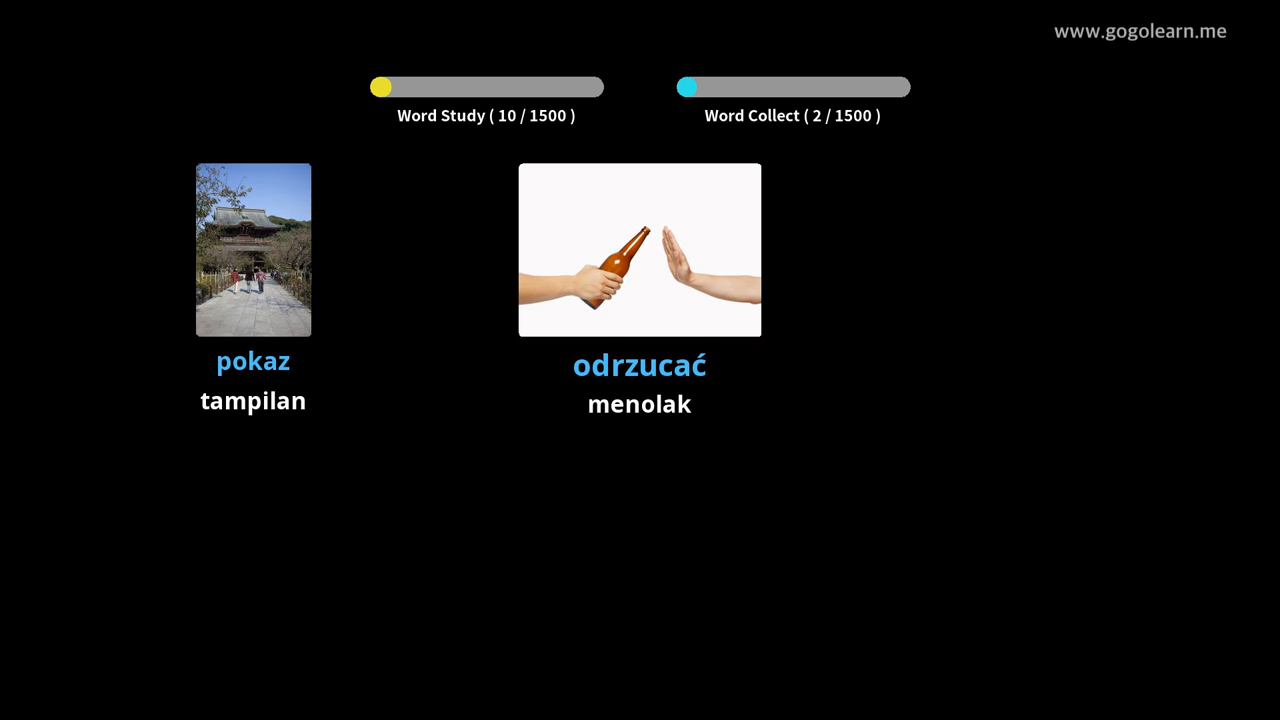 www.gogolearn.me
Word Study ( 10 / 1500 )
Word Collect ( 2 / 1500 )
pokaz
tampilan
odrzucać
menolak